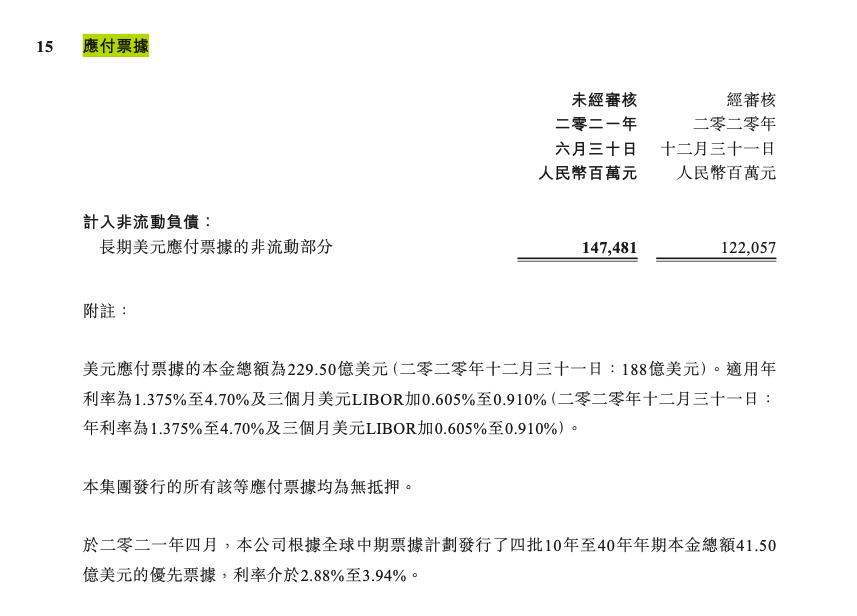 15 應付票據
未經審核 經審核
二零二一年 二零二零年
六月三十日 十二月三十一日
人民幣百萬元 人民幣百萬元
計入非流動負債：
長期美元應付票據的非流動部分 147,481 122,057
附註：
美元應付票據的本金總額為229.50億美元（二零二零年十二月三十一日：188億美元）。適用年
利率為1.375%至4.70%及三個月美元LIBOR加0.605%至0.910%（二零二零年十二月三十一日：
年利率為1.375%至4.70%及三個月美元LIBOR加0.605%至0.910%）。
本集團發行的所有該等應付票據均為無抵押。
於二零二一年四月，本公司根據全球中期票據計劃發行了四批10年至40年年期本金總額41.50
億美元的優先票據，利率介於2.88%至3.94%。